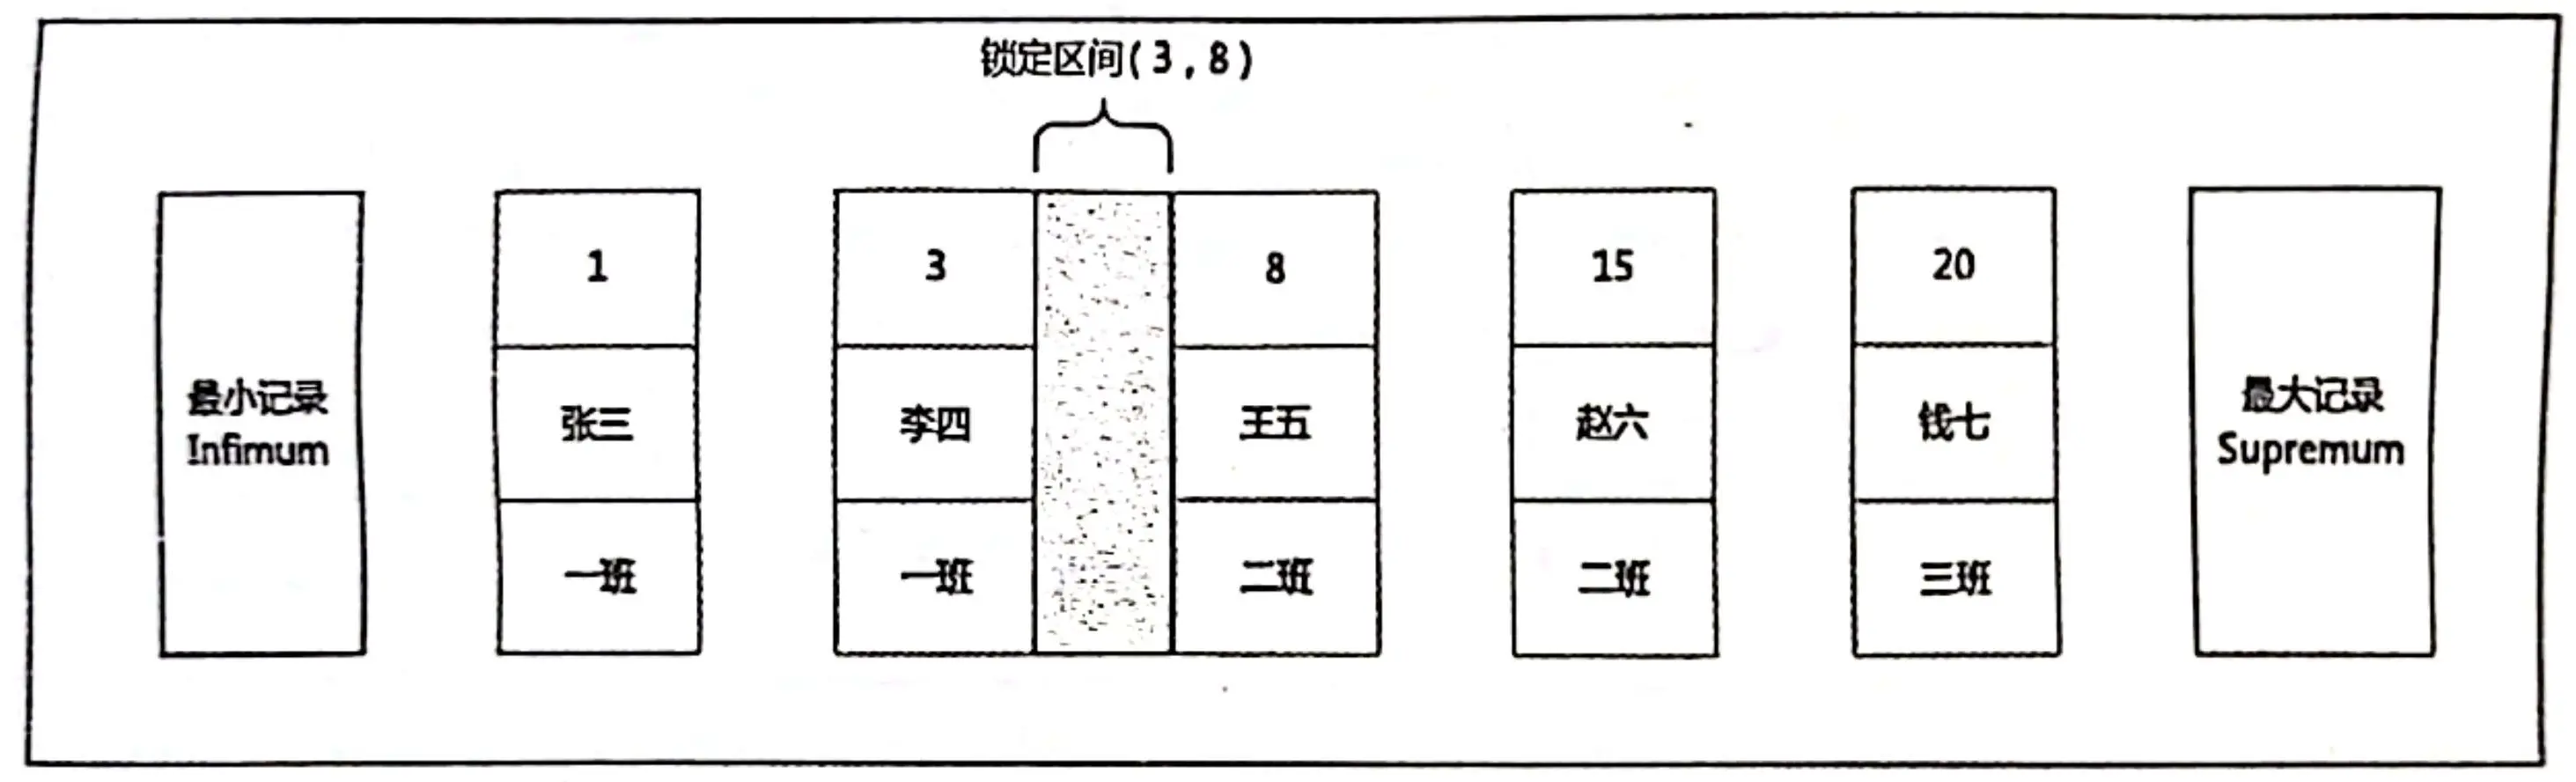 锁定区间(3,8)
最小记录
Infimum
1
张三
一班
3
李四
一班
8
王五
二班
15
赵六
二班
20
钱七
三班
最大记录
Supremum